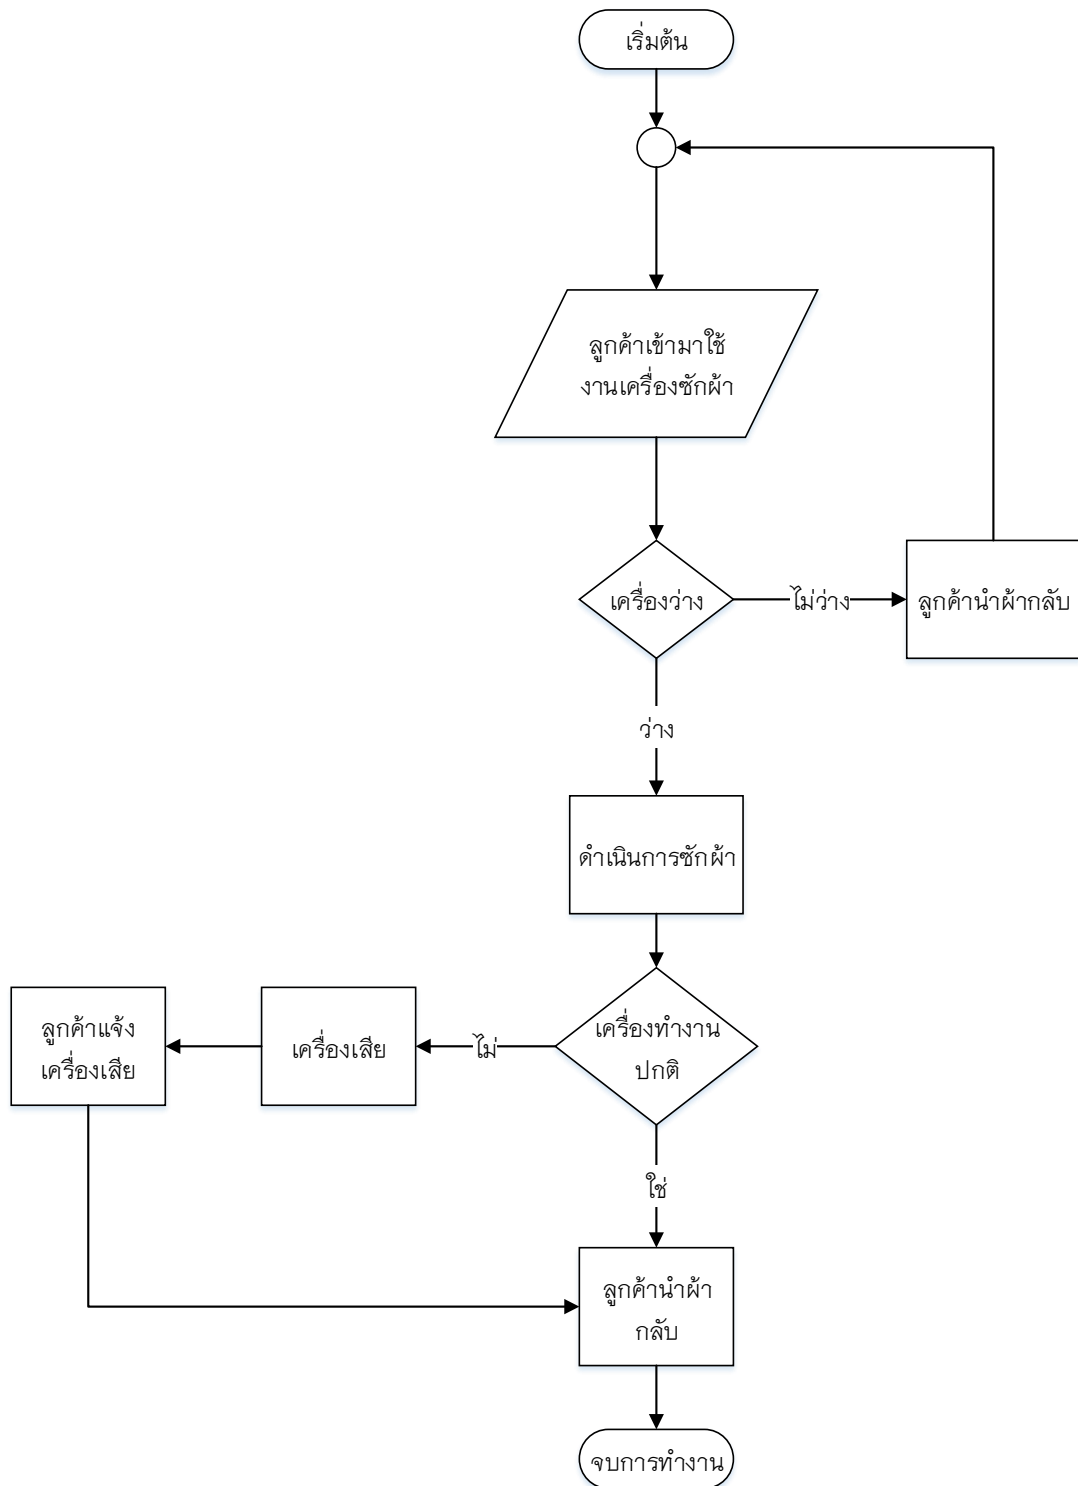 เริ่มต้น
ลูกค้าเข้ามาใช้
งานเครื่องซักผ้า
เครื่องว่าง
ไม่ว่าง
ลูกค้านำผ้ากลับ
ว่าง
ดำเนินการซักผ้า
ลูกค้าแจ้ง
เครื่องเสีย
เครื่องเสีย
ไม่
เครื่องทำงาน
ปกติ
ใช่
ลูกค้านำผ้า
กลับ
จบการทำงาน